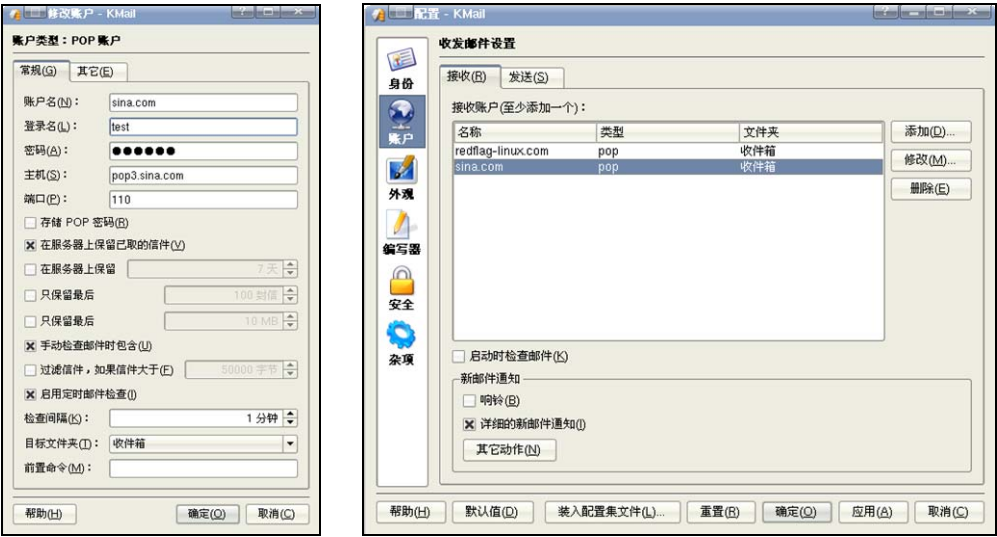 修改账户 - KMail
账户类型：POP 账户
常规(G) 其它(E)
账户名(N)： sina.com
登录名(L)： test
密码(A)： ●●●●●●
主机(S)： pop3.sina.com
端口(P)： 110
存储 POP 密码(R)
在服务器上保留已取的信件(V)
在服务器上保留 7 天
只保留最后 100 封信
只保留最后 10 MB
手动检查邮件时包含(U)
过滤信件，如果信件大于(F) 50000 字节
启用定时邮件检查(I)
检查间隔(K)： 1 分钟
目标文件夹(T)： 收件箱
前置命令(M)：
帮助(H) 确定(O) 取消(C)
配置 - KMail
身份
账户
外观
编写器
安全
杂项
收发邮件设置
接收(R) 发送(S)
接收账户(至少添加一个)：
名称 类型 文件夹
redflag-linux.com pop 收件箱
sina.com pop 收件箱
添加(D)...
修改(M)...
删除(E)
启动时检查邮件(K)
新邮件通知
响铃(B)
详细的新邮件通知(I)
其它动作(N)
帮助(H) 默认值(D) 装入配置集文件(L)... 重置(R) 确定(O) 应用(A) 取消(C)